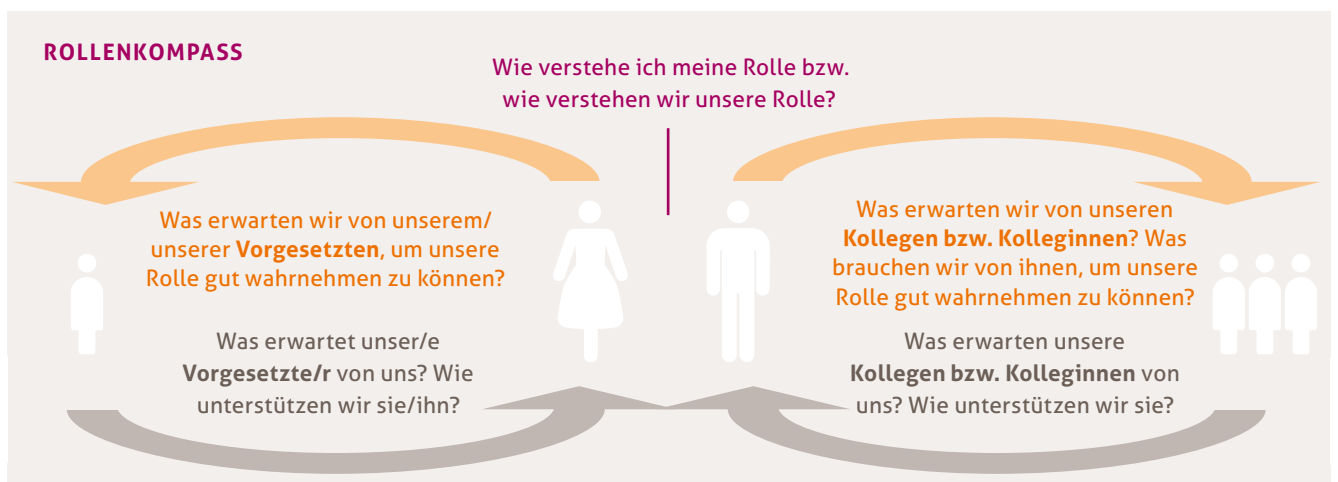 ROLLENKOMPASS
Wie verstehe ich meine Rolle bzw.
wie verstehen wir unsere Rolle?
Was erwarten wir von unserem/
unserer Vorgesetzten, um unsere
Rolle gut wahrnehmen zu können?
Was erwartet unser/e
Vorgesetzte/r von uns? Wie
unterstützen wir sie/ihn?
Was erwarten wir von unseren
Kollegen bzw. Kolleginnen? Was
brauchen wir von ihnen, um unsere
Rolle gut wahrnehmen zu können?
Was erwarten unsere
Kollegen bzw. Kolleginnen von
uns? Wie unterstützen wir sie?